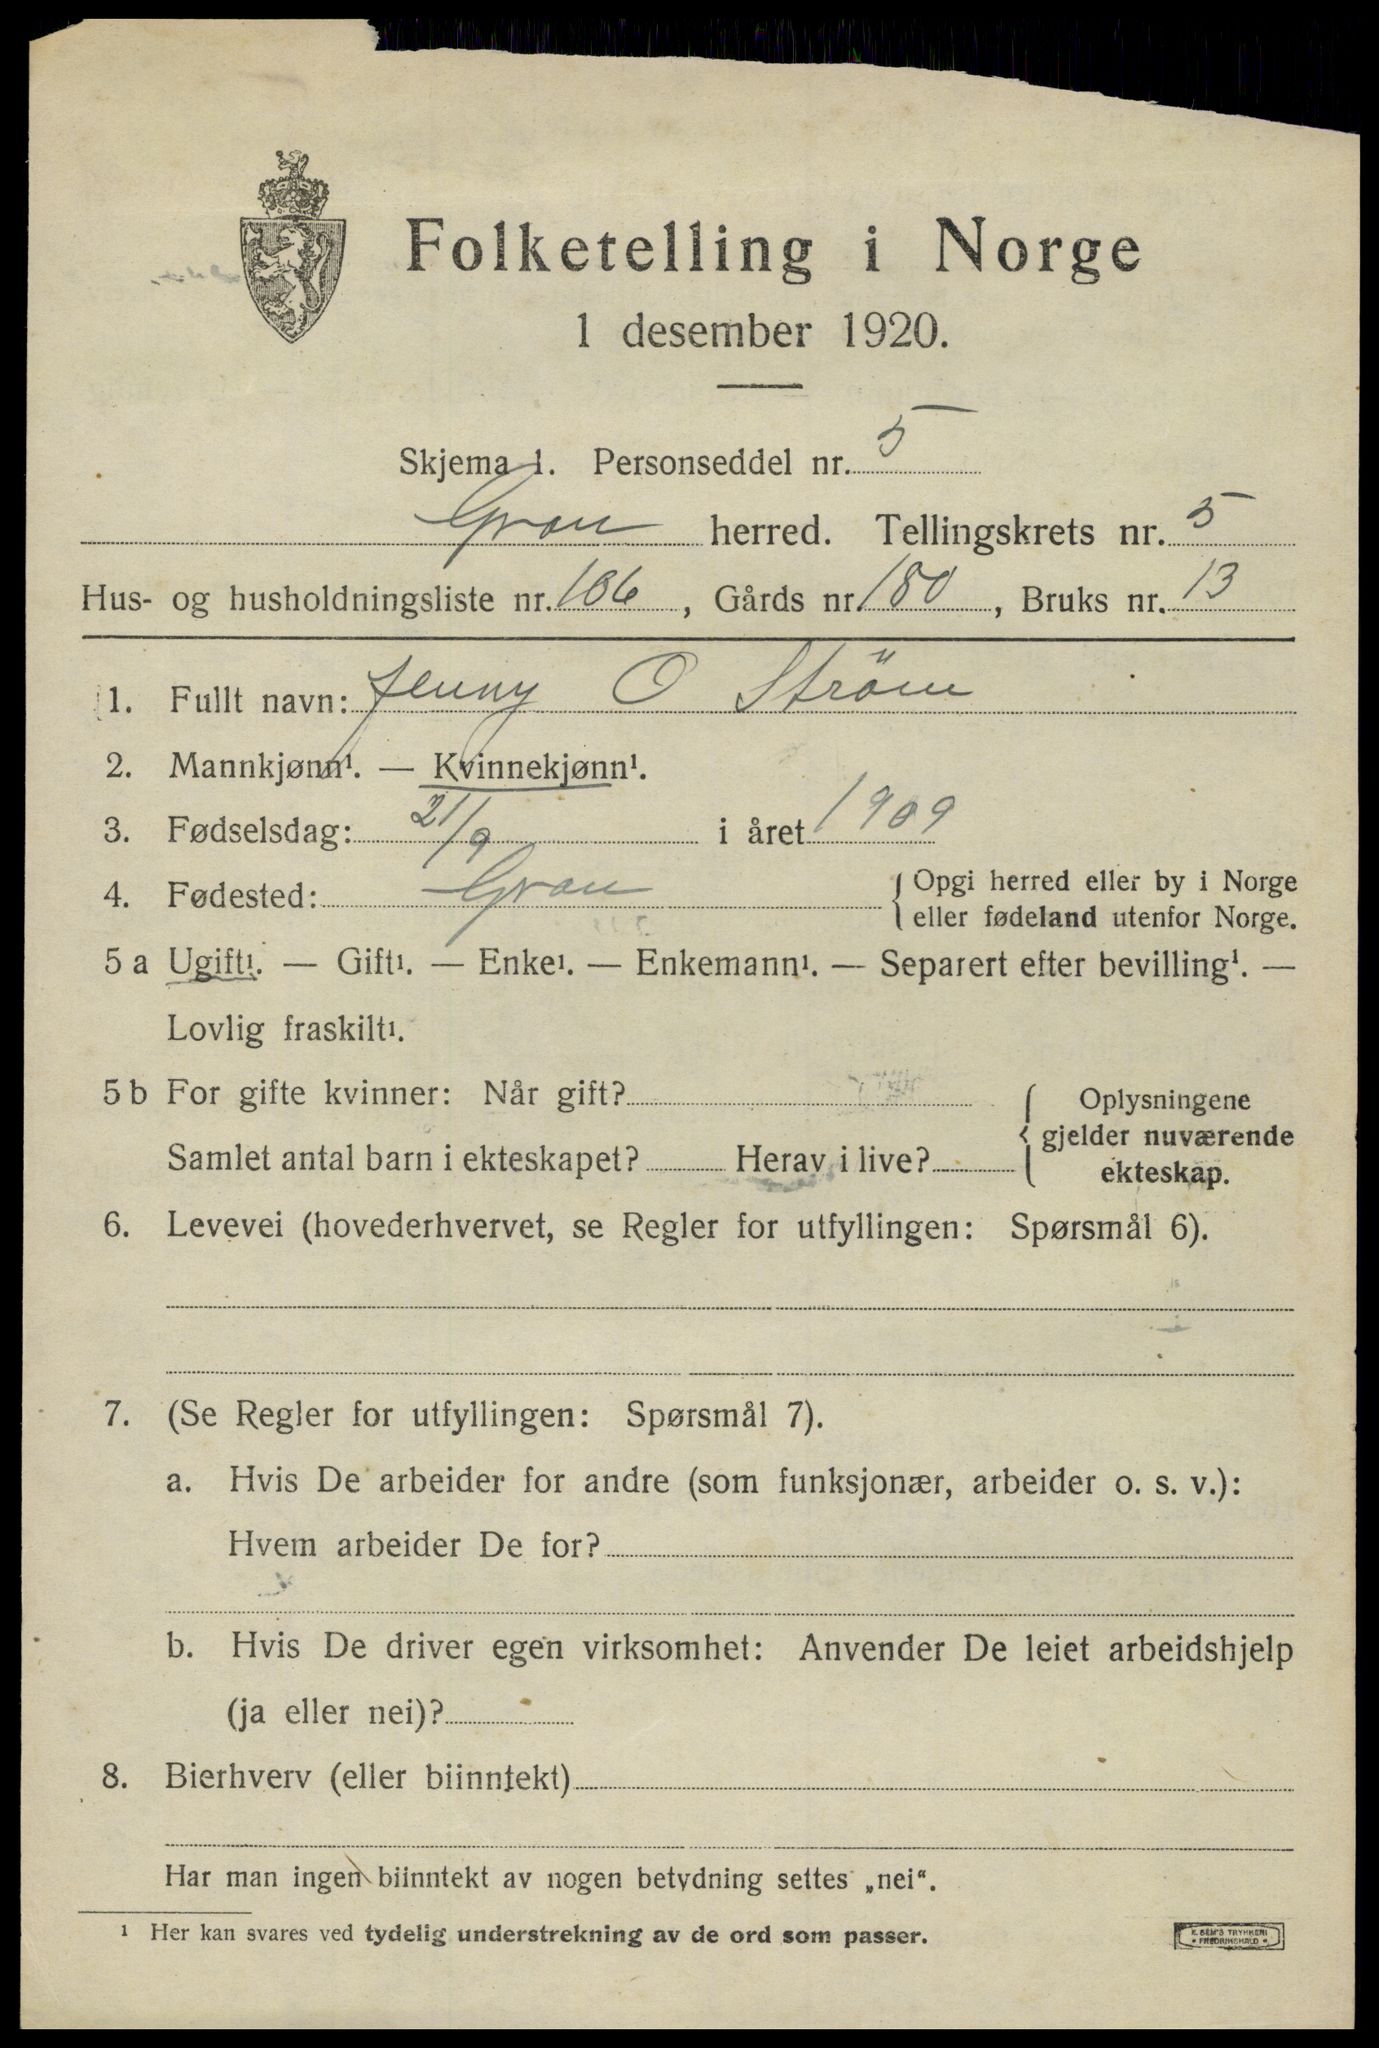 Folketelling i Norge
1 desember 1920.
Skjema 1. Personseddel nr. 5
Gran herred. Tellingskrets nr. 5
Hus- og husholdningsliste nr. 106, Gårds nr. 180, Bruks nr. 13
1. Fullt navn: Jenny O Ström
2. Mannkjønn¹. — Kvinnekjønn¹.
3. Fødselsdag: 21/9 i året 1909
4. Fødested: Gran { Opgi herred eller by i Norge
eller fødeland utenfor Norge.
5 a Ugift¹. — Gift¹. — Enke¹. — Enkemann¹. — Separert efter bevilling¹. —
Lovlig fraskilt¹.
5 b For gifte kvinner: Når gift? { Oplysningene
gjelder nuværende
Samlet antal barn i ekteskapet? Herav i live? ekteskap.
6. Levevei (hovederhvervet, se Regler for utfyllingen: Spørsmål 6).
7. (Se Regler for utfyllingen: Spørsmål 7).
a. Hvis De arbeider for andre (som funksjonær, arbeider o. s. v.):
Hvem arbeider De for?
b. Hvis De driver egen virksomhet: Anvender De leiet arbeidshjelp
(ja eller nei)?
8. Bierhverv (eller biinntekt)
Har man ingen biinntekt av nogen betydning settes „nei“.
¹ Her kan svares ved tydelig understrekning av de ord som passer.
E. SEM'S TRYKKERI
• FREDRIKSHALD •